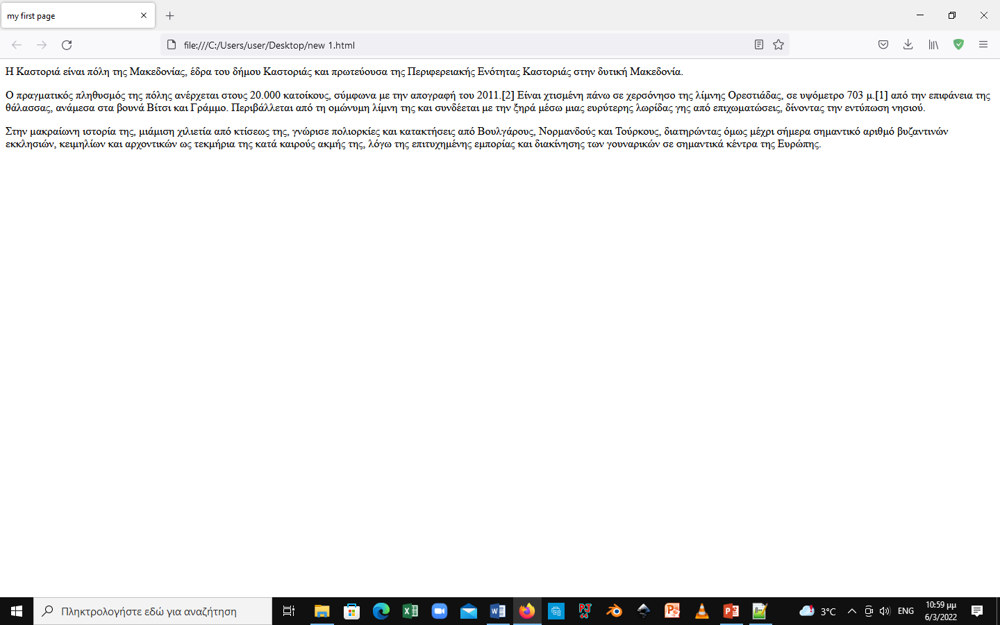 my first page
file:///C:/Users/user/Desktop/new 1.html
Η Καστοριά είναι πόλη της Μακεδονίας, έδρα του δήμου Καστοριάς και πρωτεύουσα της Περιφερειακής Ενότητας Καστοριάς στην δυτική Μακεδονία.
Ο πραγματικός πληθυσμός της πόλης ανέρχεται στους 20.000 κατοίκους, σύμφωνα με την απογραφή του 2011.[2] Είναι χτισμένη πάνω σε χερσόνησο της λίμνης Ορεστιάδας, σε υψόμετρο 703 μ.[1] από την επιφάνεια της
θάλασσας, ανάμεσα στα βουνά Βίτσι και Γράμμο. Περιβάλλεται από τη ομώνυμη λίμνη της και συνδέεται με την ξηρά μέσω μιας ευρύτερης λωρίδας γης από επιχωματώσεις, δίνοντας την εντύπωση νησιού.
Στην μακραίωνη ιστορία της, μιάμιση χιλιετία από κτίσεως της, γνώρισε πολιορκίες και κατακτήσεις από Βουλγάρους, Νορμανδούς και Τούρκους, διατηρώντας όμως μέχρι σήμερα σημαντικό αριθμό βυζαντινών
εκκλησιών, κειμηλίων και αρχοντικών ως τεκμήρια της κατά καιρούς ακμής της, λόγω της επιτυχημένης εμπορίας και διακίνησης των γουναρικών σε σημαντικά κέντρα της Ευρώπης.
Πληκτρολογήστε εδώ για αναζήτηση
3°C
ENG
10:59 μμ
6/3/2022